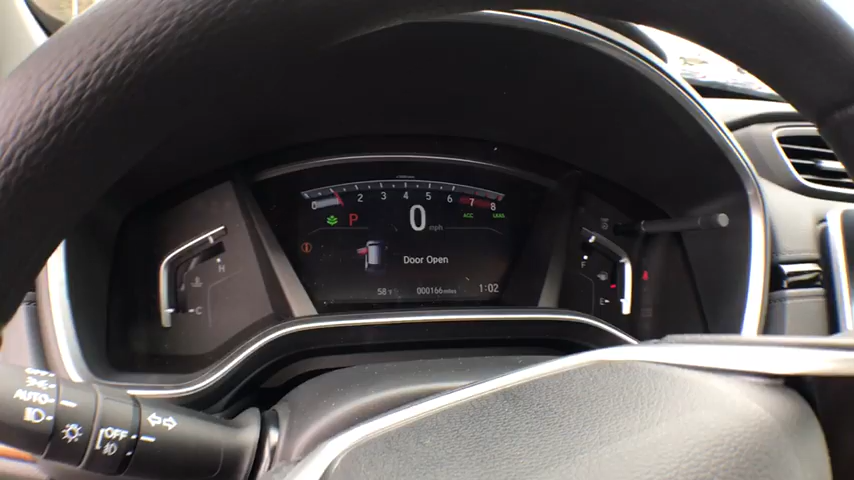 0 2 3 4 5 6 7 8
P 0 mph ACC LKAS
Door Open
58°F 000166 miles 1:02
H
C
F
E
OFF
AUTO
OFF